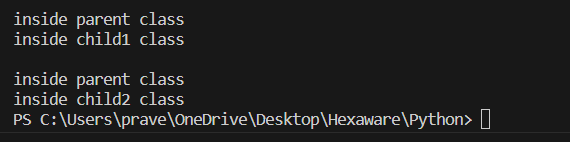 inside parent class
inside child1 class
inside parent class
inside child2 class
PS C:\Users\prave\OneDrive\Desktop\Hexaware\Python>